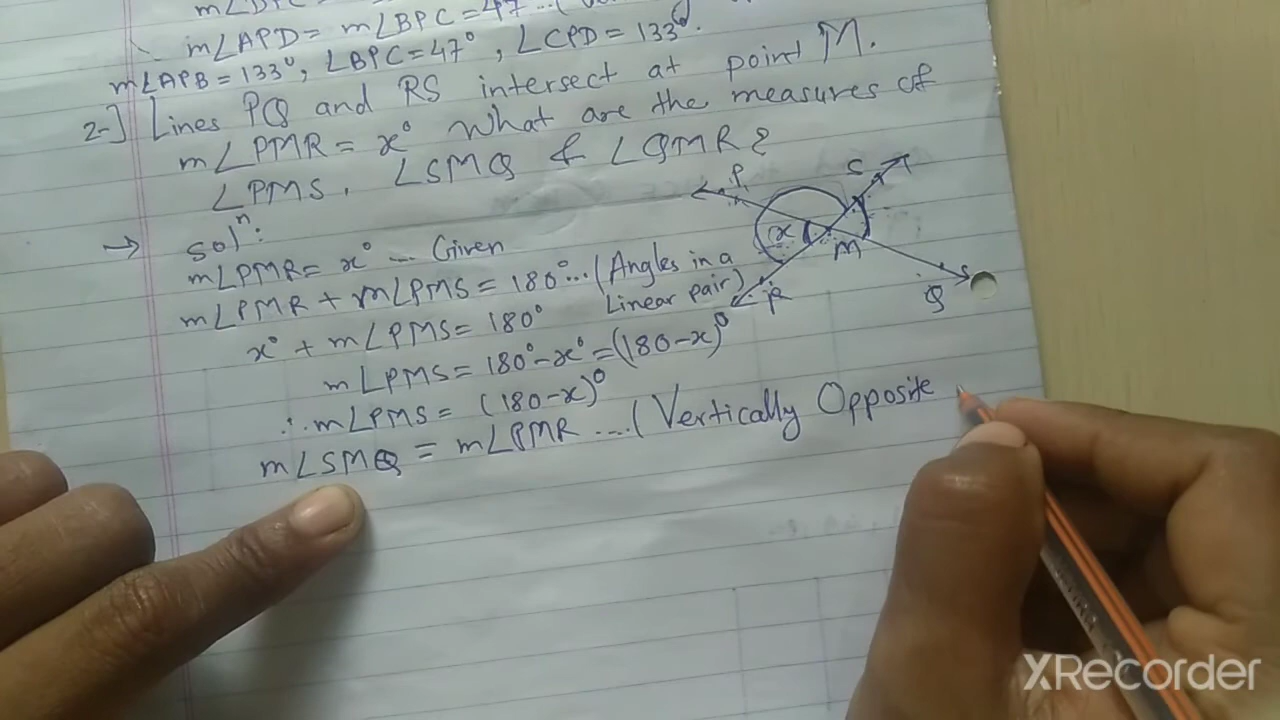 m∠APD = m∠BPC = 47°...(
m∠APB = 133°, ∠BPC = 47°, ∠CPD = 133°.
2-] Lines PQ and RS intersect at point M.
m∠PMR = x° What are the measures of
∠PMS, ∠SMQ & ∠QMR?
→ solⁿ:
m∠PMR = x° ... Given
m∠PMR + m∠PMS = 180°...(Angles in a
Linear pair)
x° + m∠PMS = 180°
m∠PMS = 180° - x° = (180-x)°
∴ m∠PMS = (180-x)°
m∠SMQ = m∠PMR ....(Vertically Opposite
P
S
x
M
R
Q
XRecorder